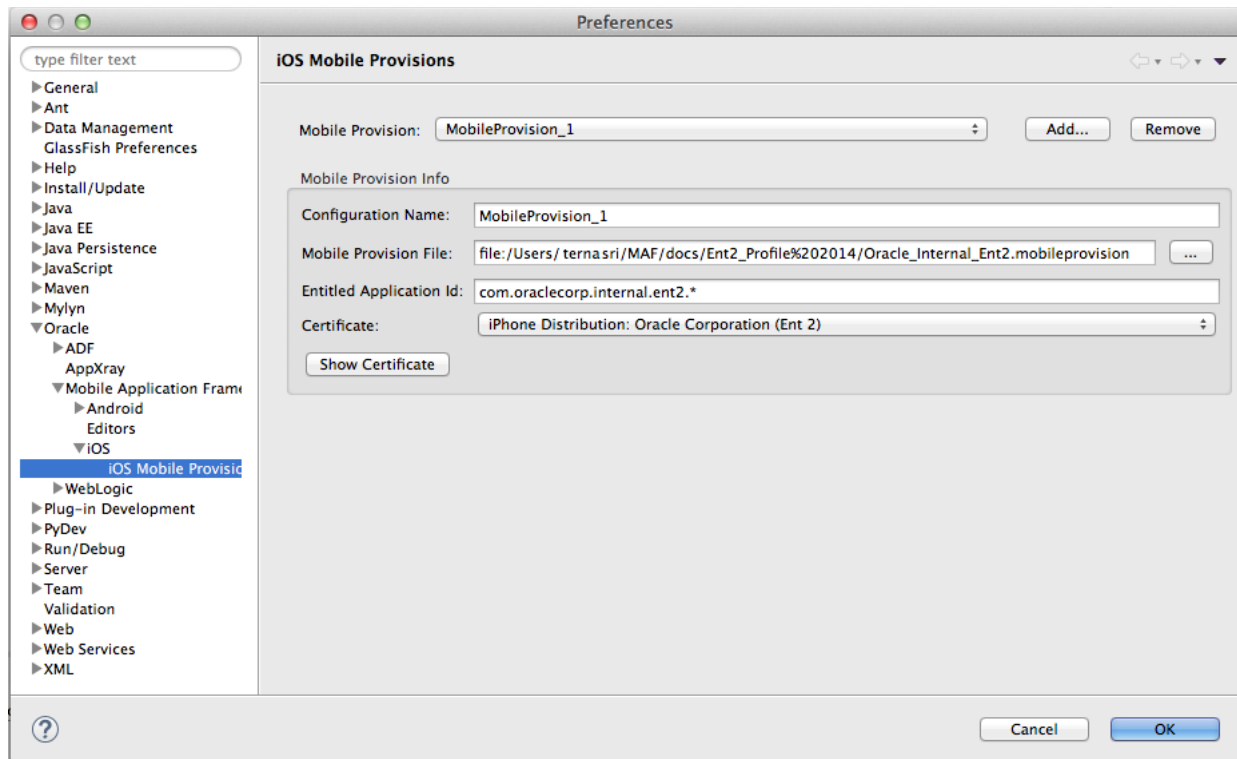 Preferences
type filter text
General
Ant
Data Management
GlassFish Preferences
Help
Install/Update
Java
Java EE
Java Persistence
JavaScript
Maven
Mylyn
Oracle
ADF
AppXray
Mobile Application Frame
Android
Editors
iOS
iOS Mobile Provisio
WebLogic
Plug-in Development
PyDev
Run/Debug
Server
Team
Validation
Web
Web Services
XML
iOS Mobile Provisions
Mobile Provision: MobileProvision_1 Add... Remove
Mobile Provision Info
Configuration Name: MobileProvision_1
Mobile Provision File: file:/Users/ ternasri/MAF/docs/Ent2_Profile%202014/Oracle_Internal_Ent2.mobileprovision ...
Entitled Application Id: com.oraclecorp.internal.ent2.*
Certificate: iPhone Distribution: Oracle Corporation (Ent 2)
Show Certificate
? Cancel OK